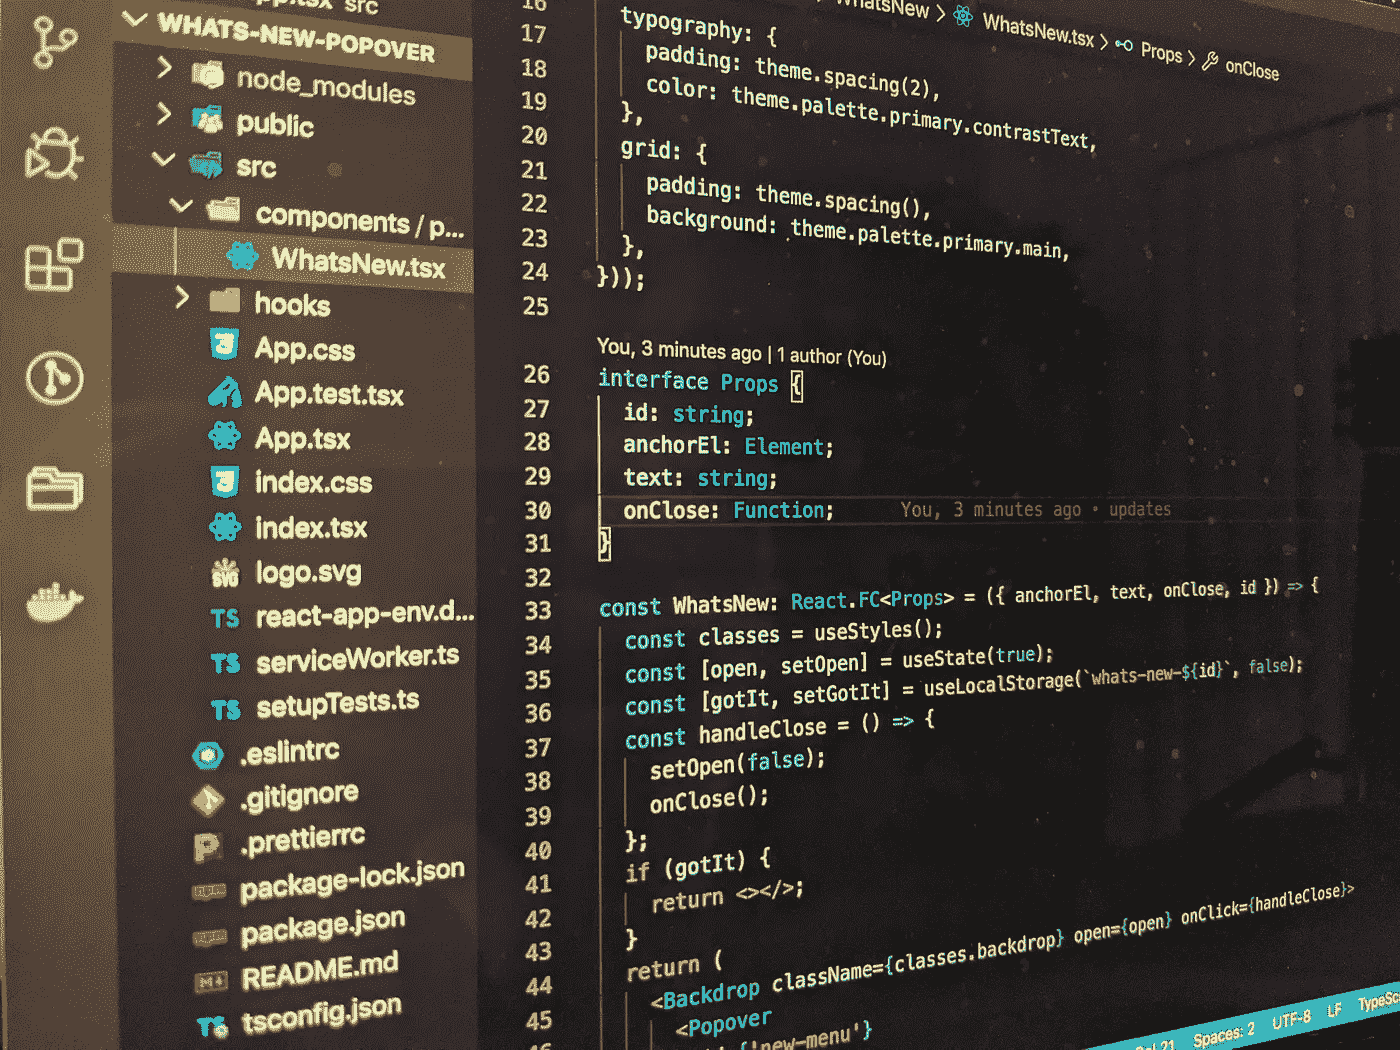 src
WHATS-NEW-POPOVER
node_modules
public
src
components / p...
WhatsNew.tsx
hooks
App.css
App.test.tsx
App.tsx
index.css
index.tsx
logo.svg
react-app-env.d...
serviceWorker.ts
setupTests.ts
.eslintrc
.gitignore
.prettierrc
package-lock.json
package.json
README.md
tsconfig.json
WhatsNew > WhatsNew.tsx > Props > onClose
16
17 typography: {
18 padding: theme.spacing(2),
19 color: theme.palette.primary.contrastText,
20 },
21 grid: {
22 padding: theme.spacing(),
23 background: theme.palette.primary.main,
24 },
25 }));
You, 3 minutes ago | 1 author (You)
26 interface Props {
27 id: string;
28 anchorEl: Element;
29 text: string;
30 onClose: Function; You, 3 minutes ago • updates
31 }
32
33 const WhatsNew: React.FC<Props> = ({ anchorEl, text, onClose, id }) => {
34 const classes = useStyles();
35 const [open, setOpen] = useState(true);
36 const [gotIt, setGotIt] = useLocalStorage(`whats-new-${id}`, false);
37 const handleClose = () => {
38 setOpen(false);
39 onClose();
40 };
41 if (gotIt) {
42 return <></>;
43 }
44 return (
45 <Backdrop className={classes.backdrop} open={open} onClick={handleClose}>
<Popover
{'new-menu'}
Col 21 Spaces: 2 UTF-8 LF